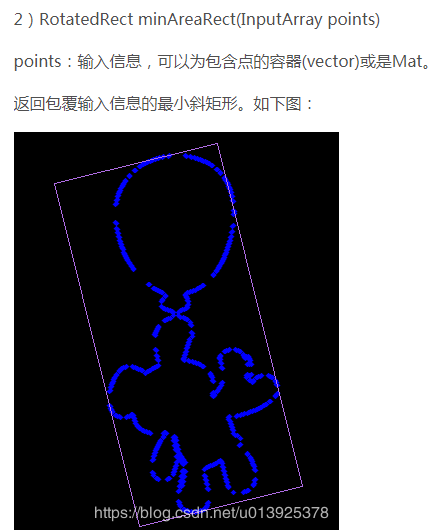 2）RotatedRect minAreaRect(InputArray points)
points：输入信息，可以为包含点的容器(vector)或是Mat。
返回包覆输入信息的最小斜矩形。如下图：
https://blog.csdn.net/u013925378